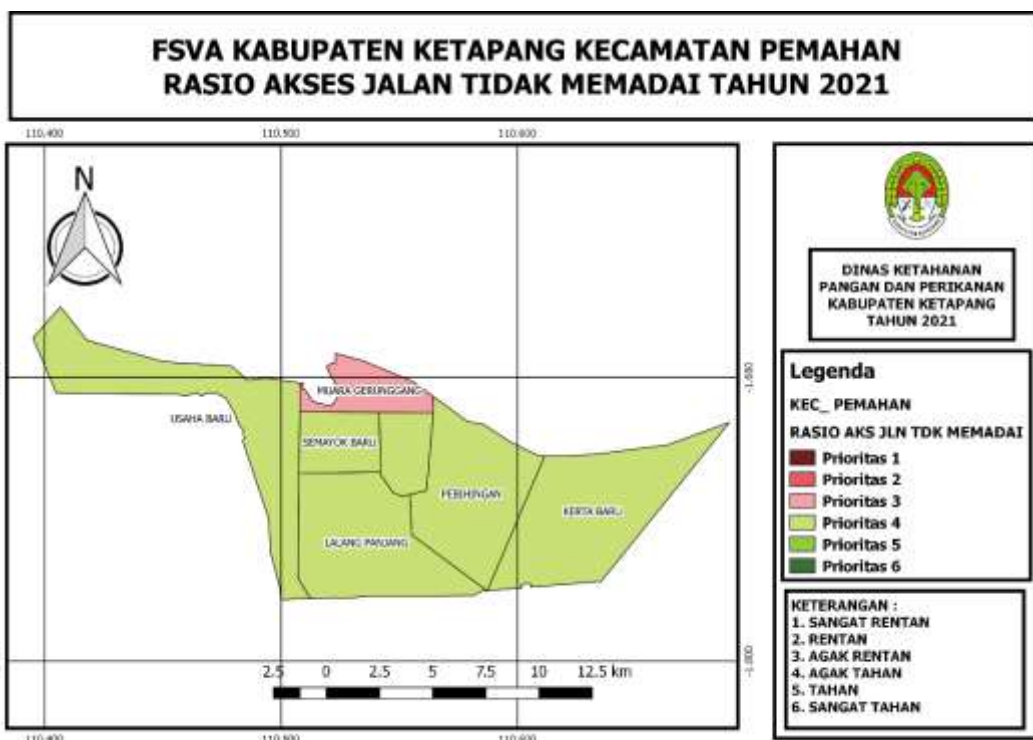 FSVA KABUPATEN KETAPANG KECAMATAN PEMAHAN
RASIO AKSES JALAN TIDAK MEMADAI TAHUN 2021
110.400
110.500
110.600
N
MUARA GERUNGGANG
USAHA BARU
SEMAYOK BARU
PEBIHINGAN
KERTA BARU
LALANG PANJANG
2.5 0 2.5 5 7.5 10 12.5 km
110.400
110.500
110.600
-1.800
DINAS KETAHANAN
PANGAN DAN PERIKANAN
KABUPATEN KETAPANG
TAHUN 2021
Legenda
KEC_ PEMAHAN
RASIO AKS JLN TDK MEMADAI
Prioritas 1
Prioritas 2
Prioritas 3
Prioritas 4
Prioritas 5
Prioritas 6
KETERANGAN :
1. SANGAT RENTAN
2. RENTAN
3. AGAK RENTAN
4. AGAK TAHAN
5. TAHAN
6. SANGAT TAHAN